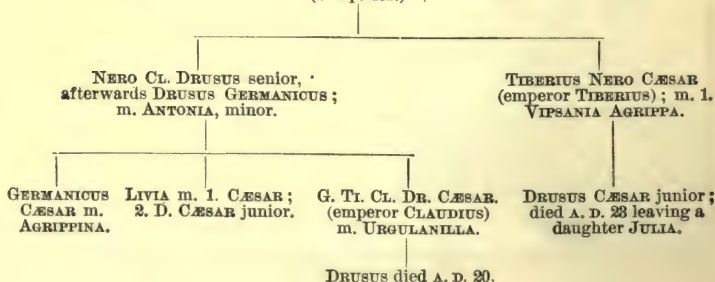 NERO CL. DRUSUS senior, ·
afterwards DRUSUS GERMANICUS;
m. ANTONIA, minor.
TIBERIUS NERO CÆSAR
(emperor TIBERIUS); m. 1.
VIPSANIA AGRIPPA.
GERMANICUS
CÆSAR m.
AGRIPPINA.
LIVIA m. 1. CÆSAR;
2. D. CÆSAR junior.
G. TI. CL. DR. CÆSAR.
(emperor CLAUDIUS)
m. URGULANILLA.
DRUSUS CÆSAR junior;
died A. D. 23 leaving a
daughter JULIA.
DRUSUS died A. D. 20.